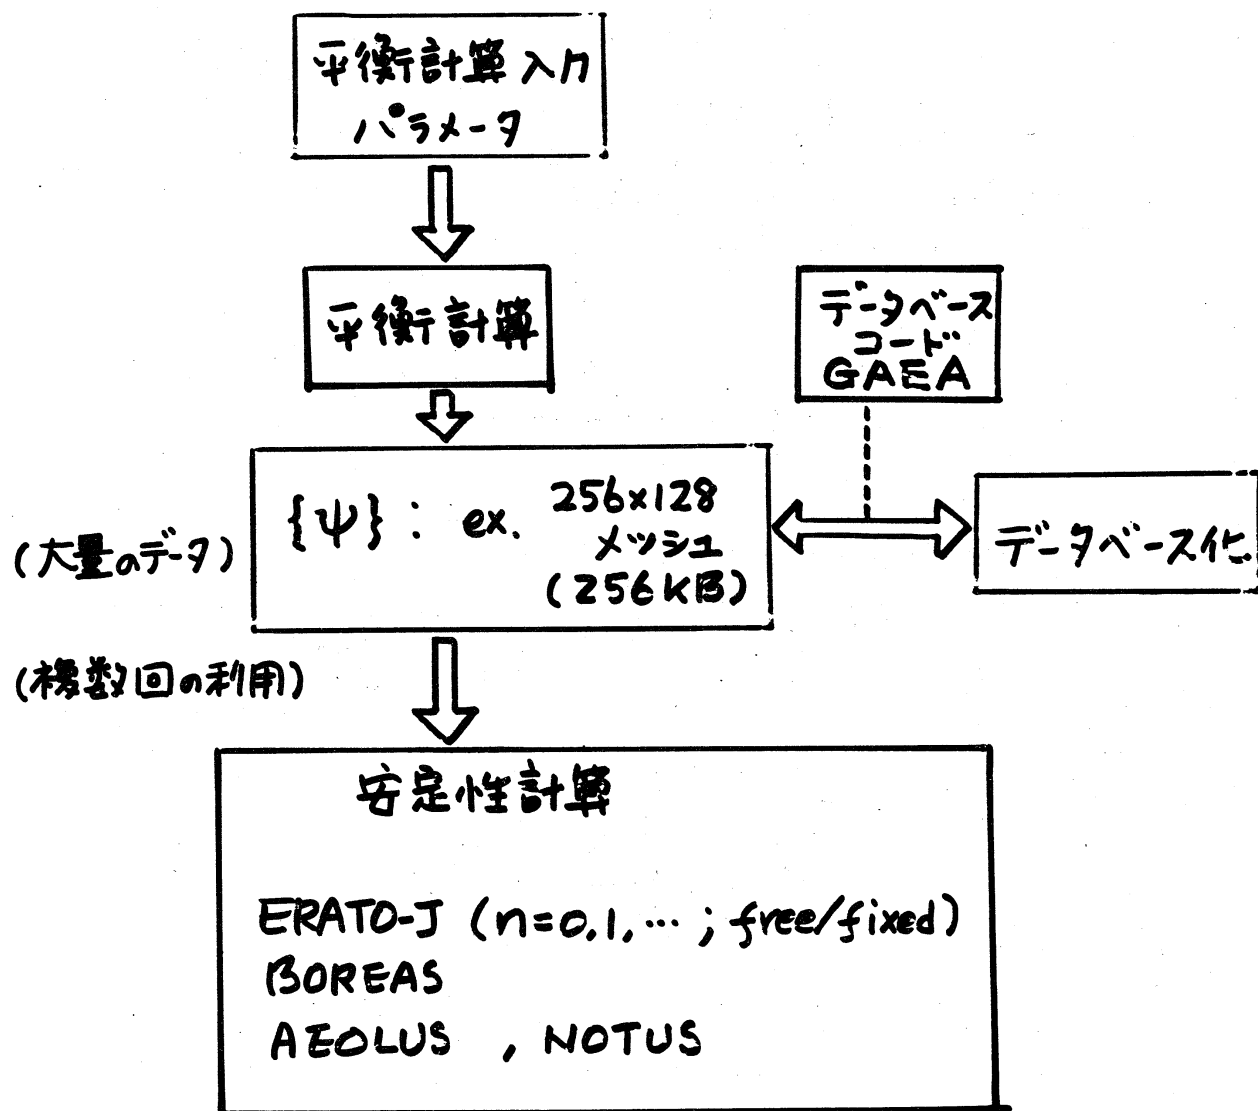 平衡計算入力
パラメータ
平衡計算
データベース
コード
GAEA
{ψ} : ex. 256x128
メッシュ
(256KB)
(大量のデータ)
データベース化
(複数回の利用)
安定性計算
ERATO-J (n=0,1,…; free/fixed)
BOREAS
AEOLUS , NOTUS